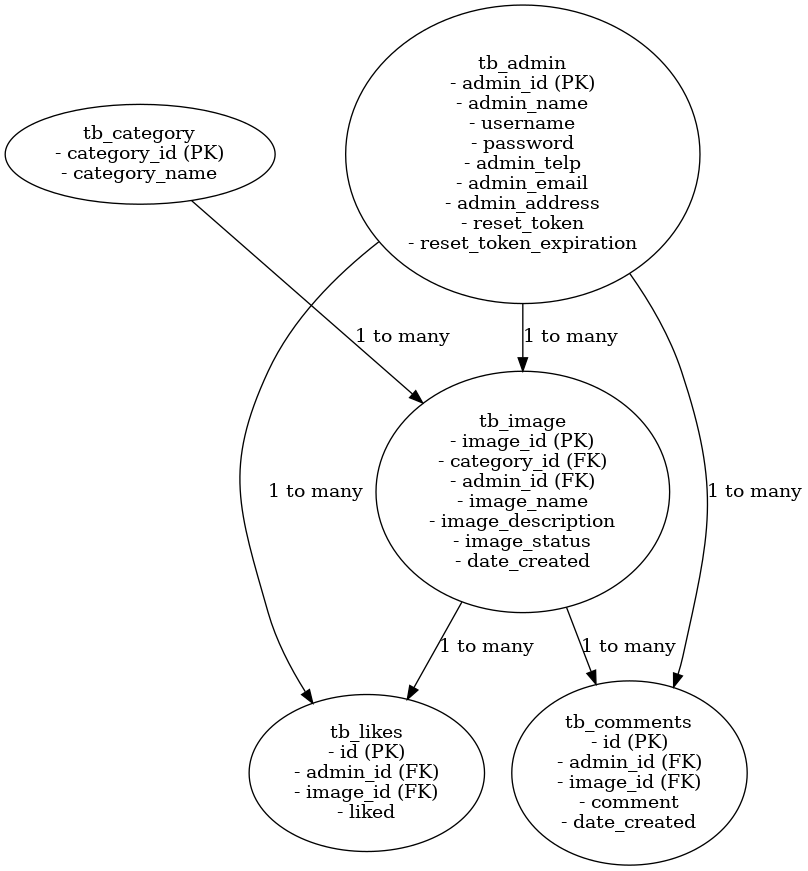 tb_admin
- admin_id (PK)
- admin_name
- username
- password
- admin_telp
- admin_email
- admin_address
- reset_token
- reset_token_expiration
tb_category
- category_id (PK)
- category_name
1 to many
1 to many
tb_image
- image_id (PK)
- category_id (FK)
- admin_id (FK)
- image_name
- image_description
- image_status
- date_created
1 to many
1 to many
1 to many
1 to many
tb_likes
- id (PK)
- admin_id (FK)
- image_id (FK)
- liked
tb_comments
- id (PK)
- admin_id (FK)
- image_id (FK)
- comment
- date_created